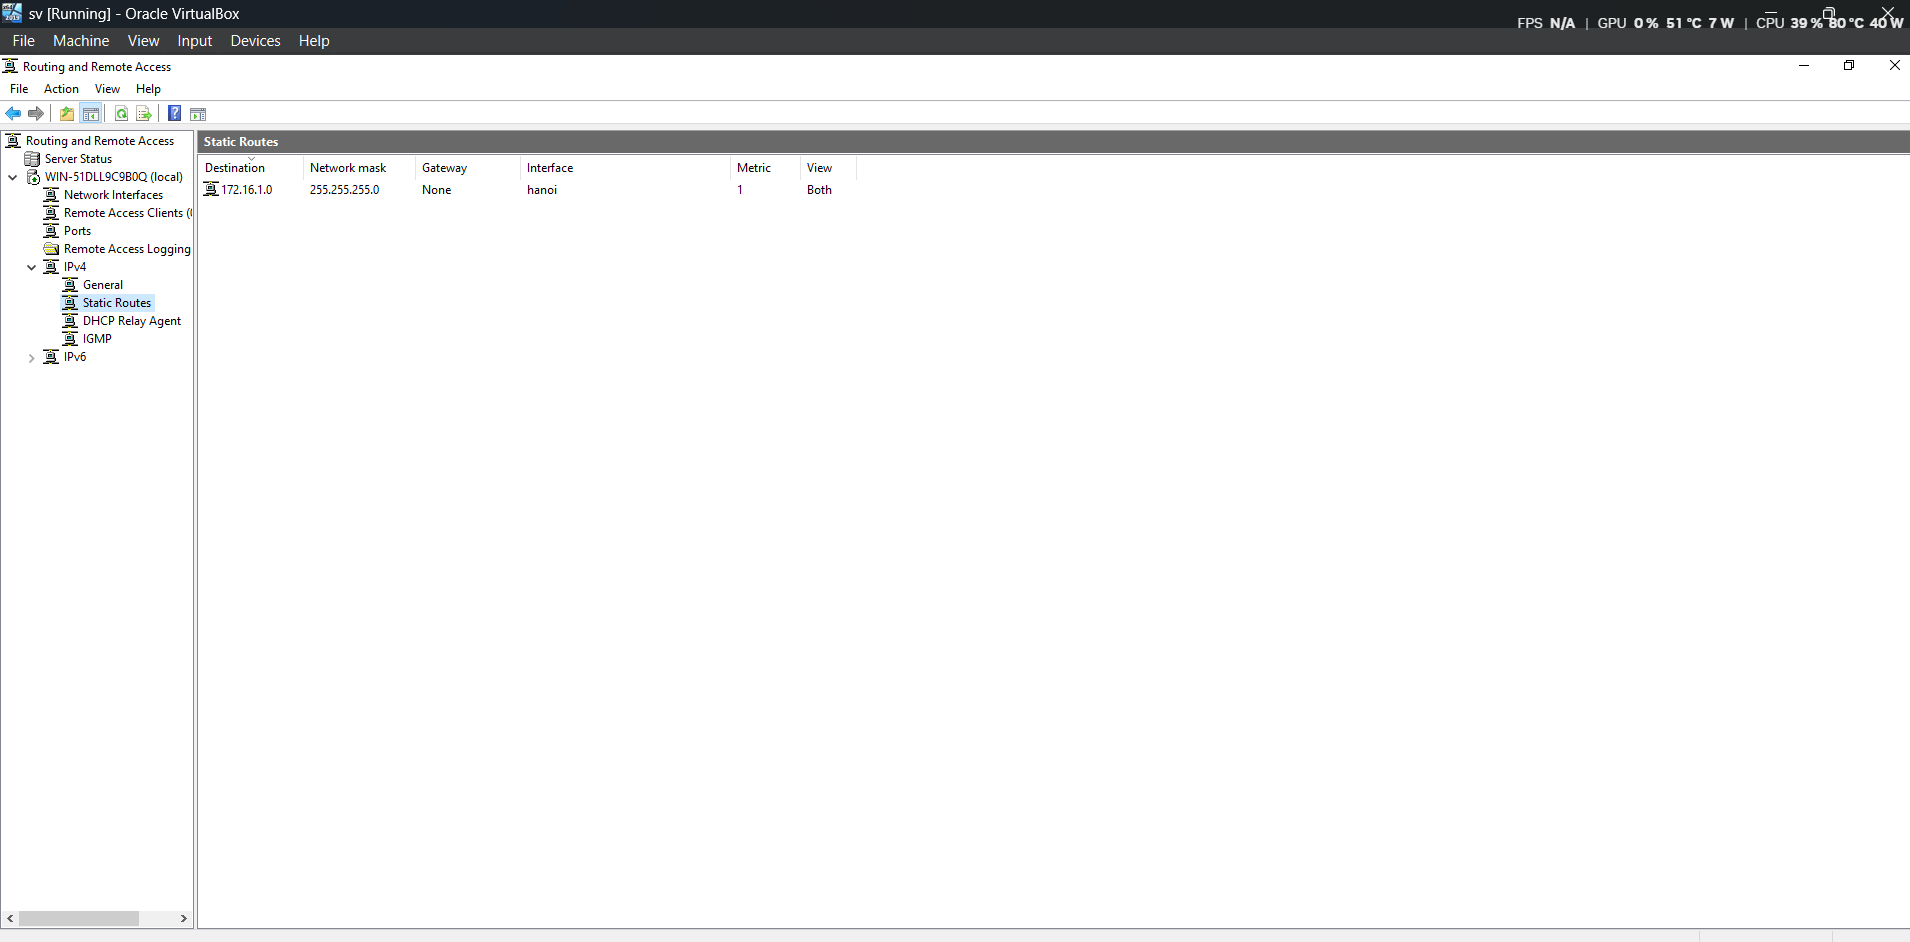 sv [Running] - Oracle VirtualBox
FPS N/A | GPU 0 % 51 °C 7 W | CPU 39 % 80 °C 40 W
File Machine View Input Devices Help
Routing and Remote Access
File Action View Help
Routing and Remote Access
Server Status
WIN-51DLL9C9B0Q (local)
Network Interfaces
Remote Access Clients (
Ports
Remote Access Logging
IPv4
General
Static Routes
DHCP Relay Agent
IGMP
IPv6
Static Routes
Destination Network mask Gateway Interface Metric View
172.16.1.0 255.255.255.0 None hanoi 1 Both